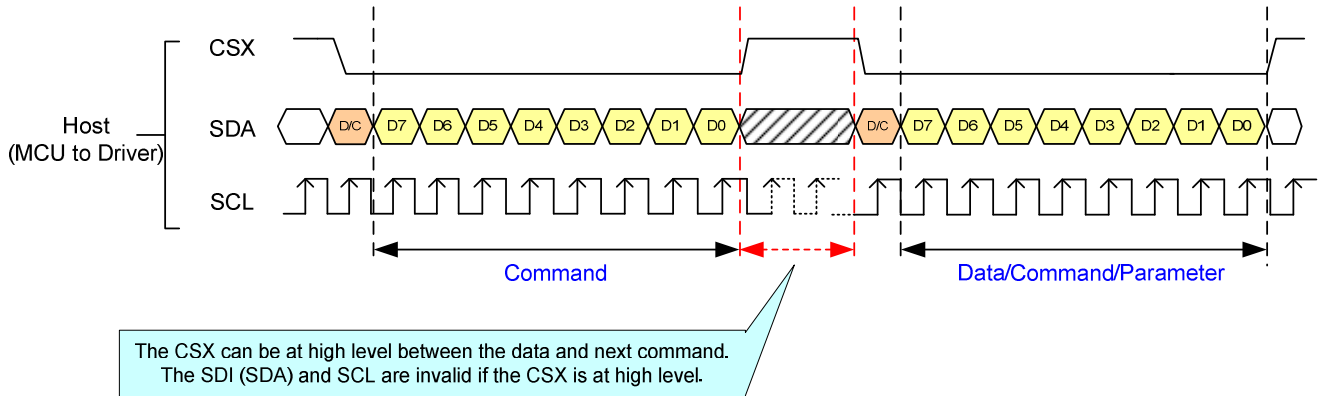 CSX
Host
(MCU to Driver)
SDA
D/C D7 D6 D5 D4 D3 D2 D1 D0 D/C D7 D6 D5 D4 D3 D2 D1 D0
SCL
Command
Data/Command/Parameter
The CSX can be at high level between the data and next command.
The SDI (SDA) and SCL are invalid if the CSX is at high level.